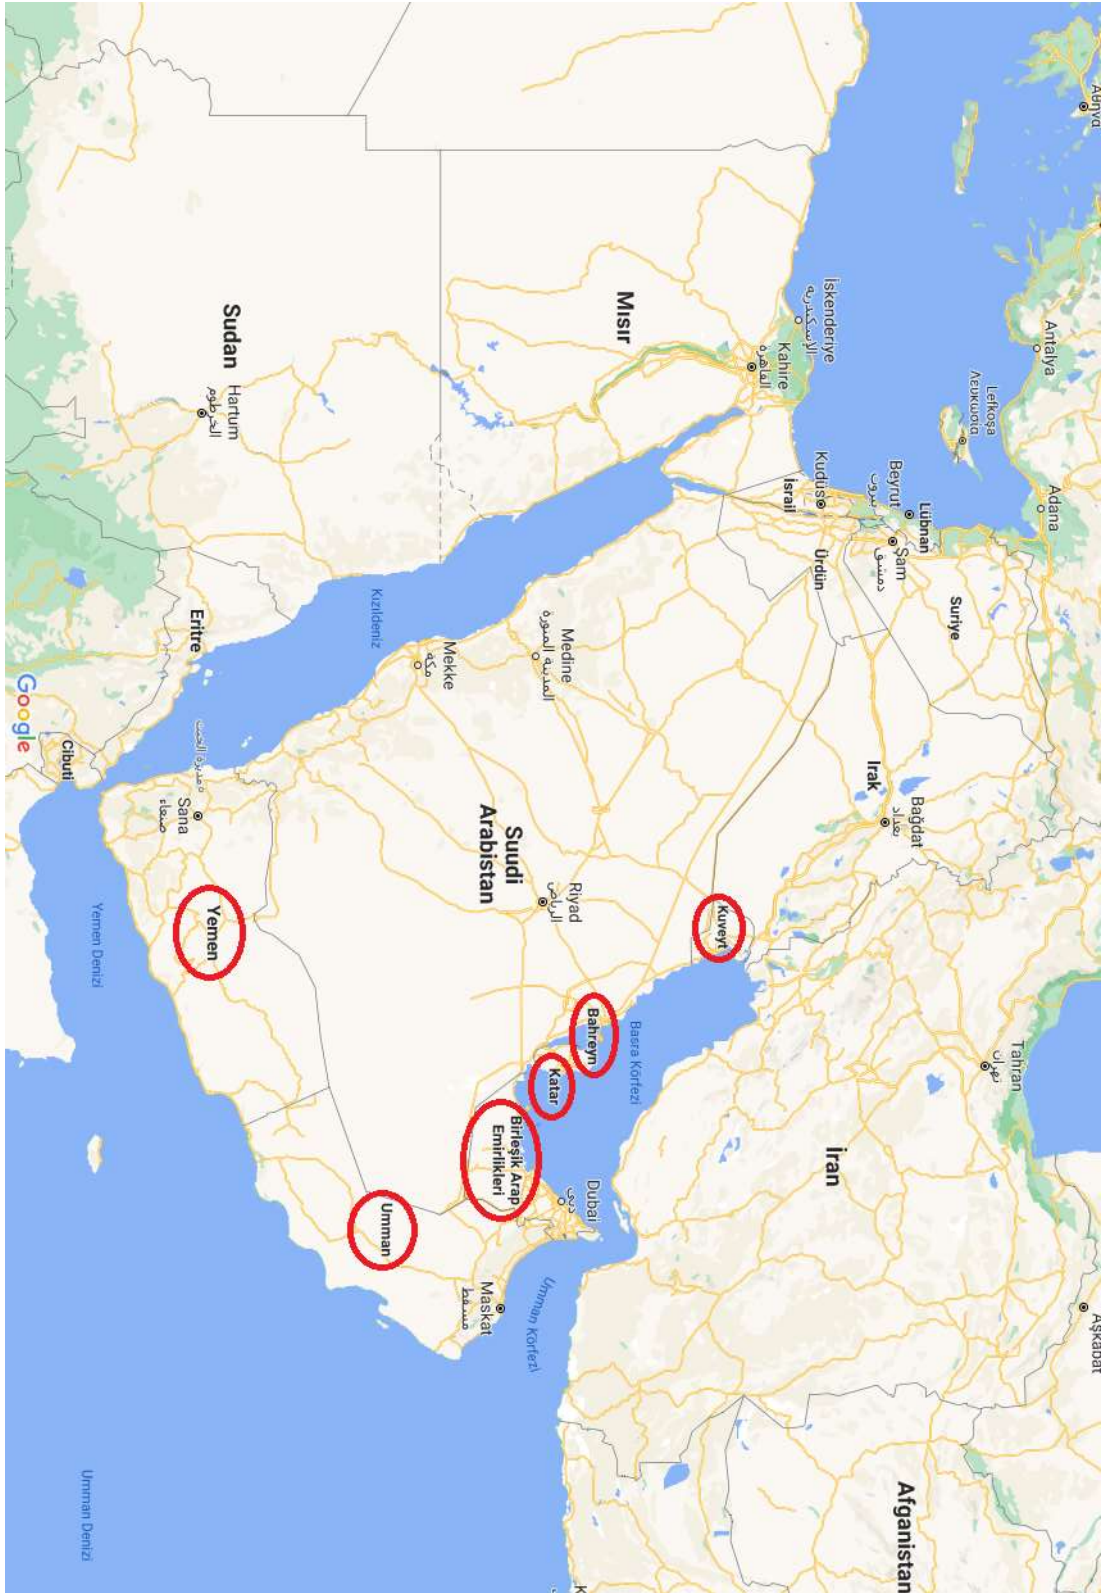 Αθήνα
Antalya
Adana
Lefkoşa
Λευκωσία
Lübnan
Beyrut
بيروت
Şam
دمشق
Suriye
İskenderiye
الإسكندرية
Kahire
القاهرة
Kudüs
İsrail
Ürdün
Mısır
Irak
Bağdat
بغداد
Tahran
تهران
İran
Aşkabat
Afganistan
Medine
المدينة المنورة
Mekke
مكة
Kızıldeniz
Suudi
Arabistan
Riyad
الرياض
Kuveyt
Basra Körfezi
Bahreyn
Katar
Birleşik Arap
Emirlikleri
Dubai
دبي
Umman Körfezi
Maskat
مسقط
Umman
Sudan
Hartum
الخرطوم
Eritre
Cibuti
Sana
صنعاء
Yemen
Yemen Denizi
Umman Denizi
Google